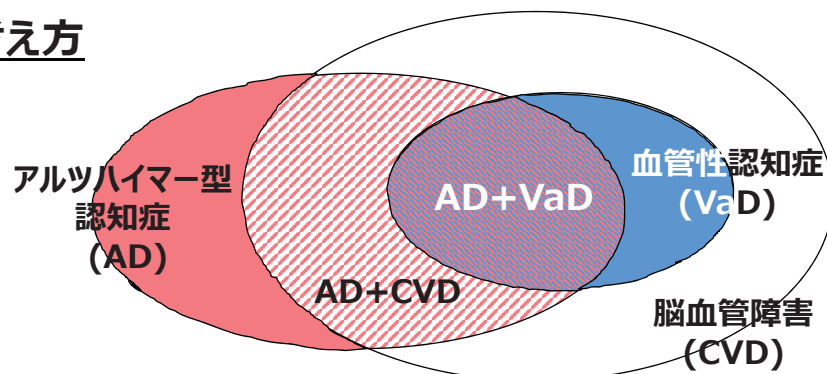 え方
アルツハイマー型
認知症
(AD)
AD+CVD
AD+VaD
血管性認知症
(VaD)
脳血管障害
(CVD)